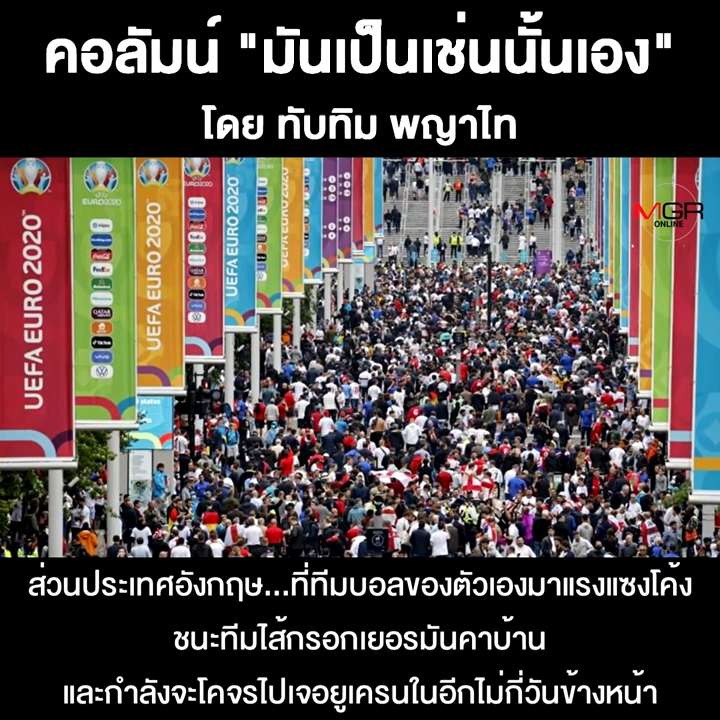 คอลัมน์ "มันเป็นเช่นนั้นเอง"
โดย ทับทิม พญาไท
UEFA EURO 2020™
EURO2020
UEFA EURO 2020™
UEFA EURO 2020
UEFA EURO 2020
MGR
ONLINE
ส่วนประเทศอังกฤษ...ที่ทีมบอลของตัวเองมาแรงแซงโค้ง
ชนะทีมไส้กรอกเยอรมันคาบ้าน
และกำลังจะโคจรไปเจอยูเครนในอีกไม่กี่วันข้างหน้า